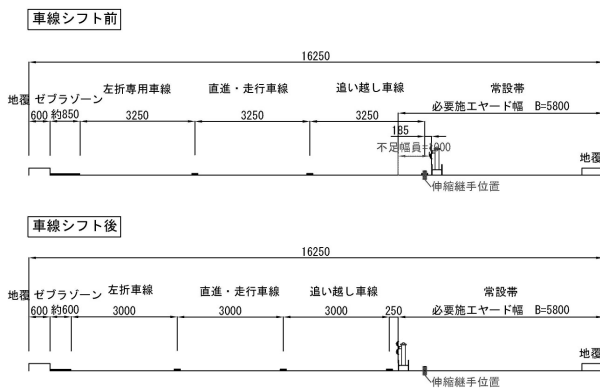 車線シフト前
16250
左折専用車線 直進・走行車線 追い越し車線 常設帯
地覆 ゼブラゾーン 必要施工ヤード幅 B=5800
600 約850 3250 3250 3250
185
不足幅員=1000
地覆
伸縮継手位置
車線シフト後
16250
左折車線 直進・走行車線 追い越し車線 常設帯
地覆 ゼブラゾーン
600 約600 3000 3000 3000 250 必要施工ヤード幅 B=5800
地覆
伸縮継手位置